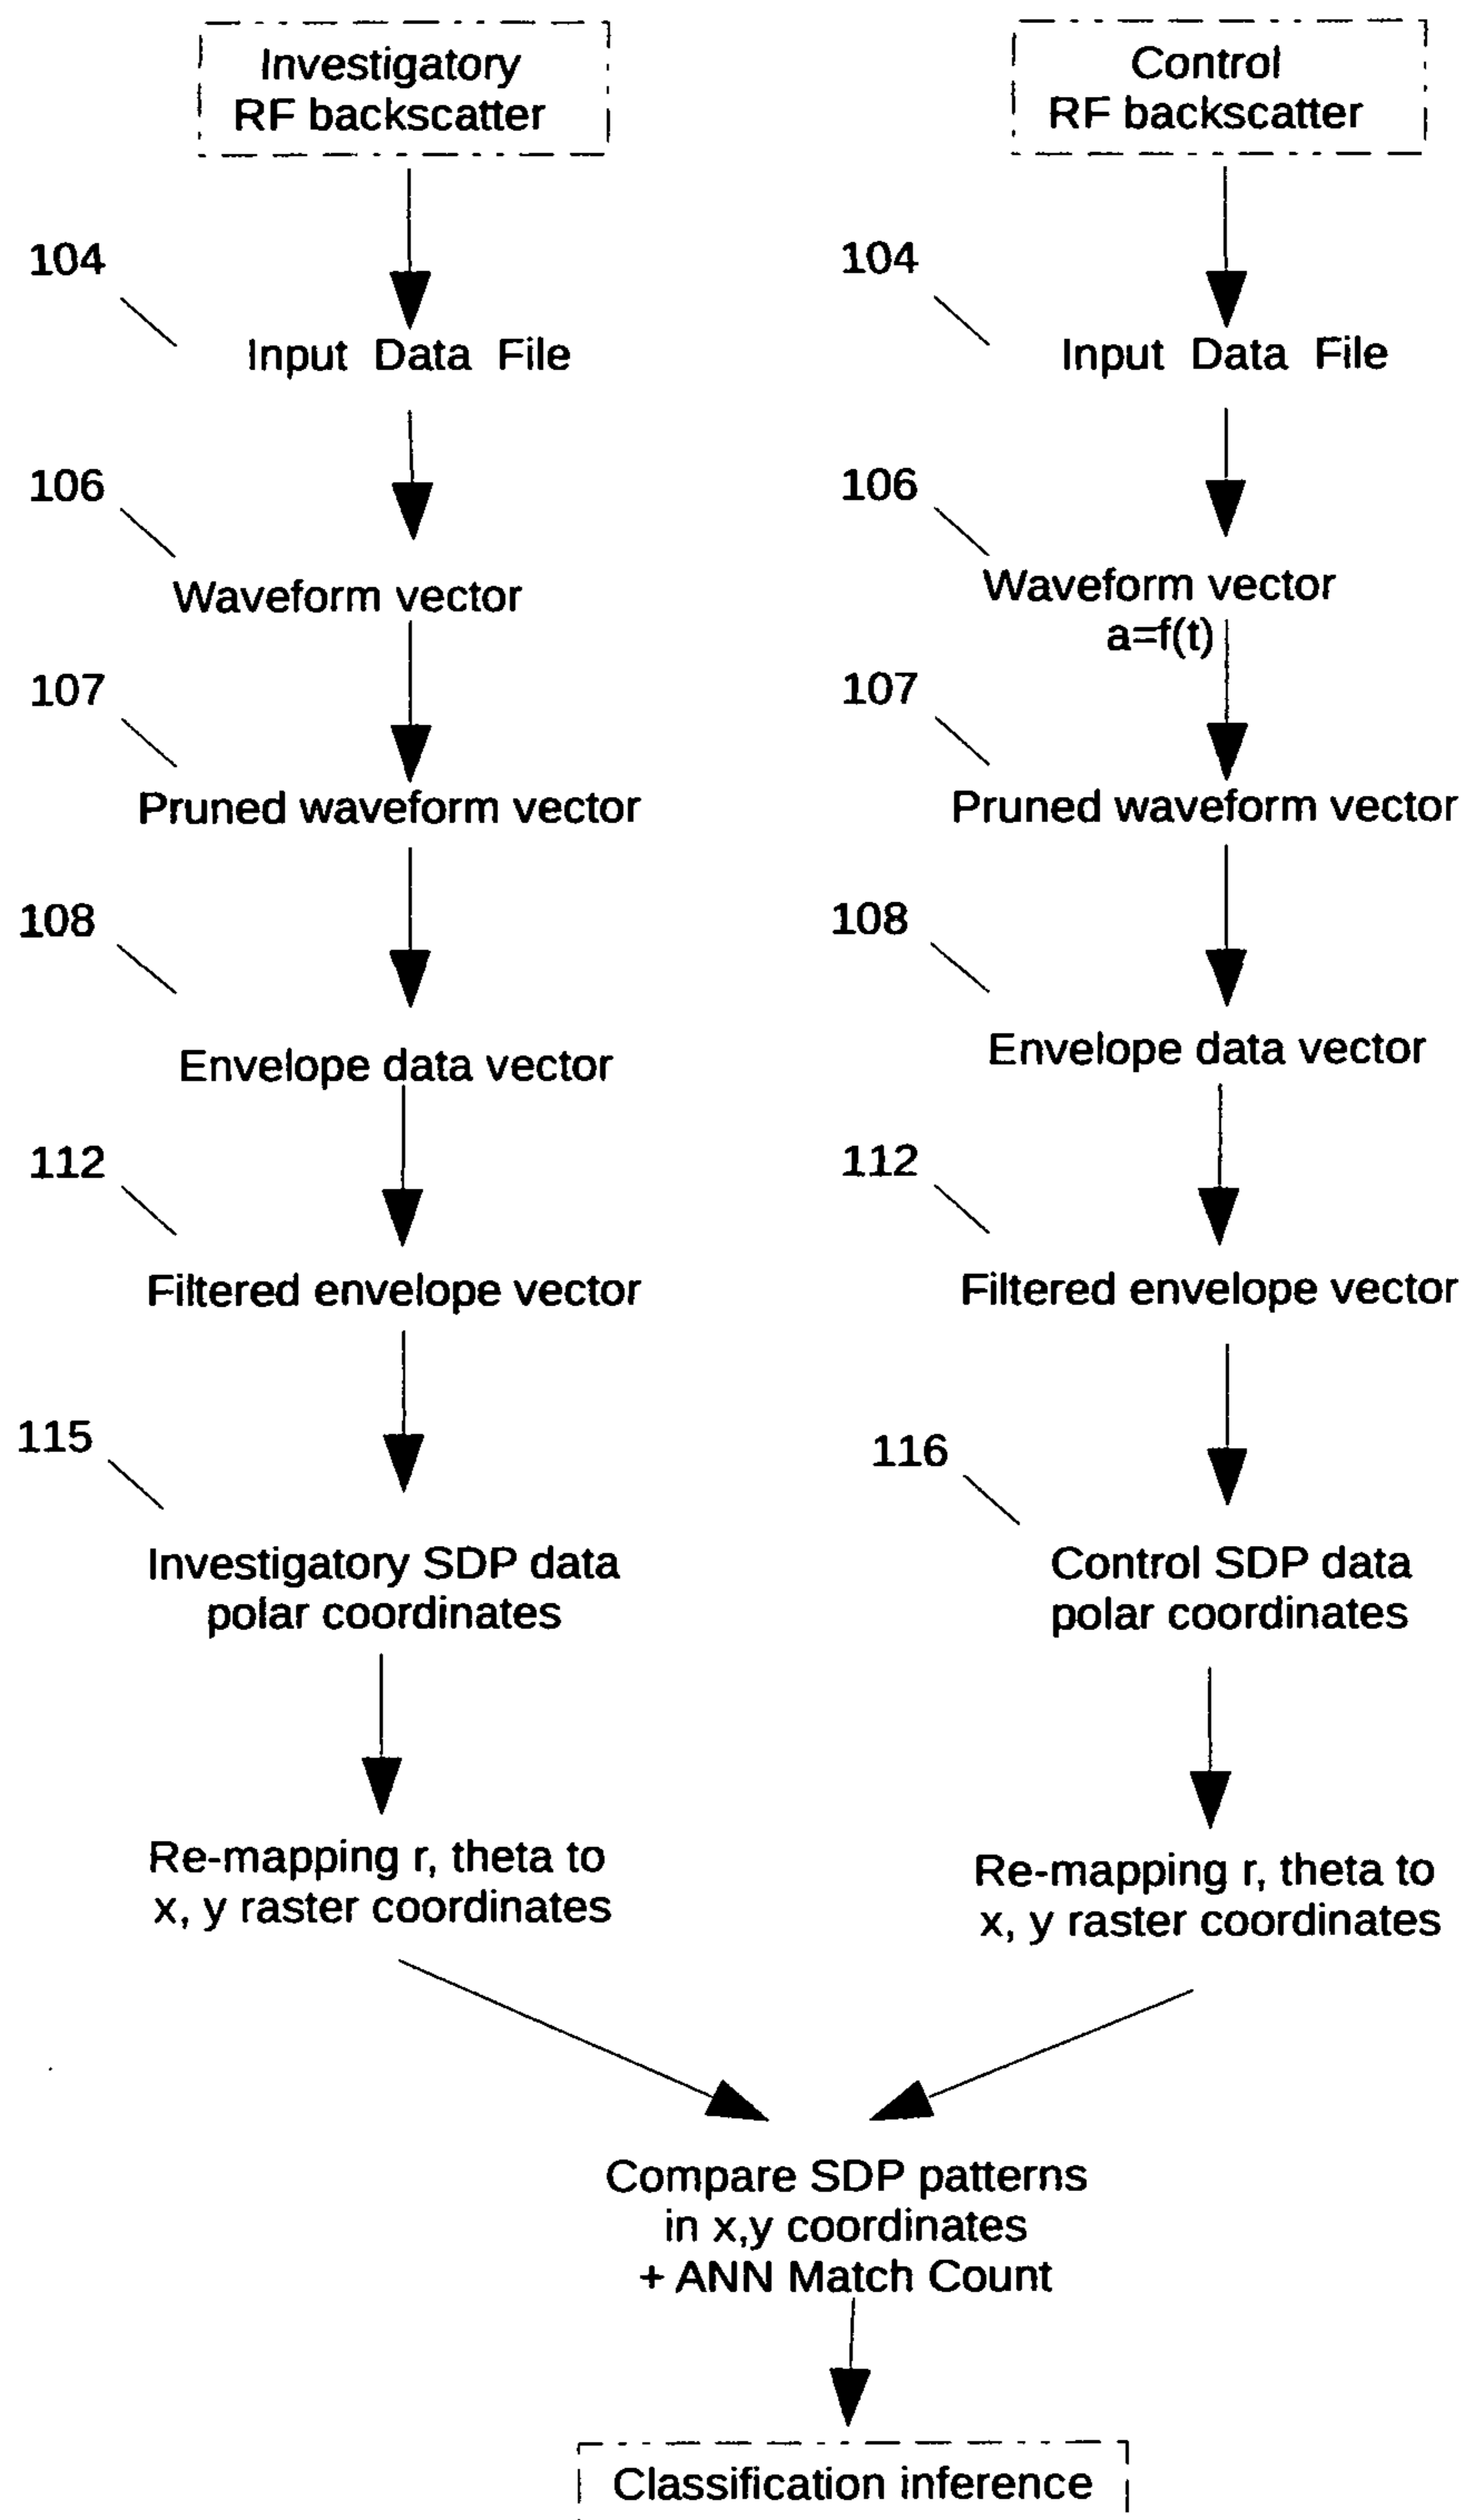 Investigatory
RF backscatter
104
Input Data File
106
Waveform vector
107
Pruned waveform vector
108
Envelope data vector
112
Filtered envelope vector
115
Investigatory SDP data
polar coordinates
Re-mapping r, theta to
x, y raster coordinates
Control
RF backscatter
104
Input Data File
106
Waveform vector
a=f(t)
107
Pruned waveform vector
108
Envelope data vector
112
Filtered envelope vector
116
Control SDP data
polar coordinates
Re-mapping r, theta to
x, y raster coordinates
Compare SDP patterns
in x,y coordinates
+ ANN Match Count
Classification inference